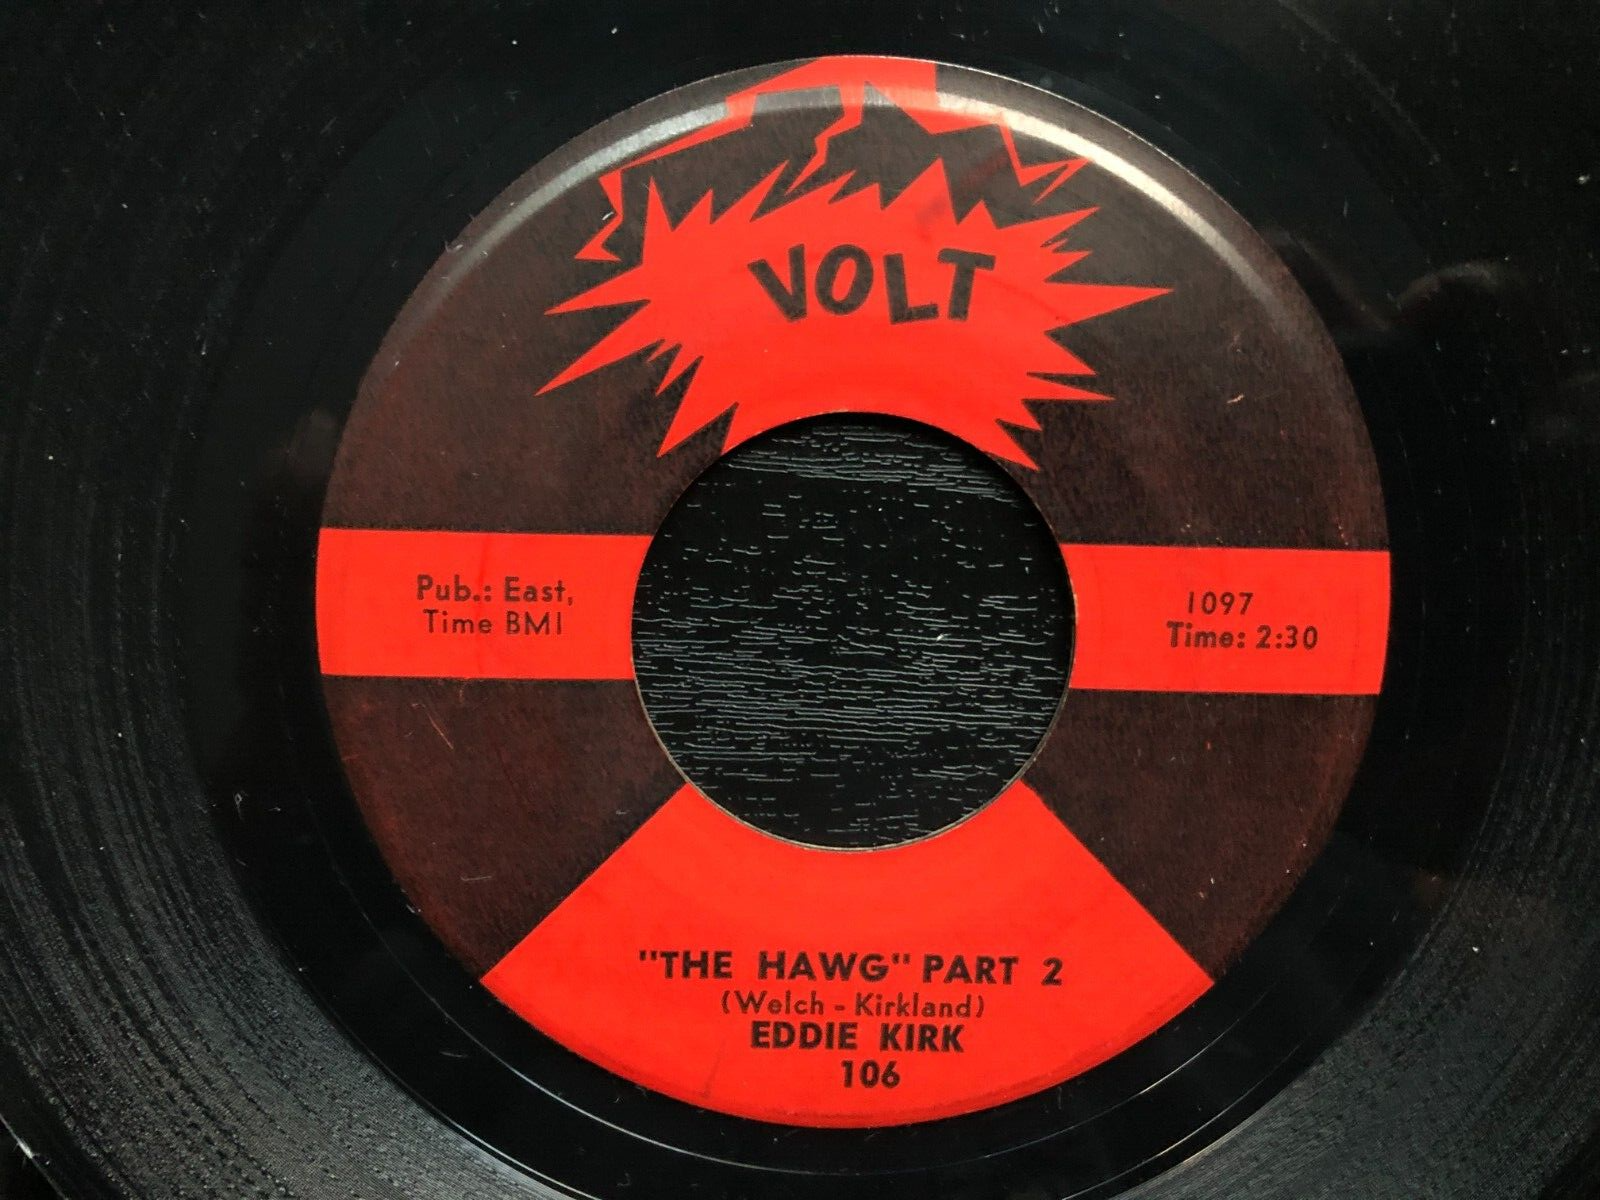 VOLT
Pub.: East,
Time BMI
1097
Time: 2:30
"THE HAWG" PART 2
(Welch - Kirkland)
EDDIE KIRK
106